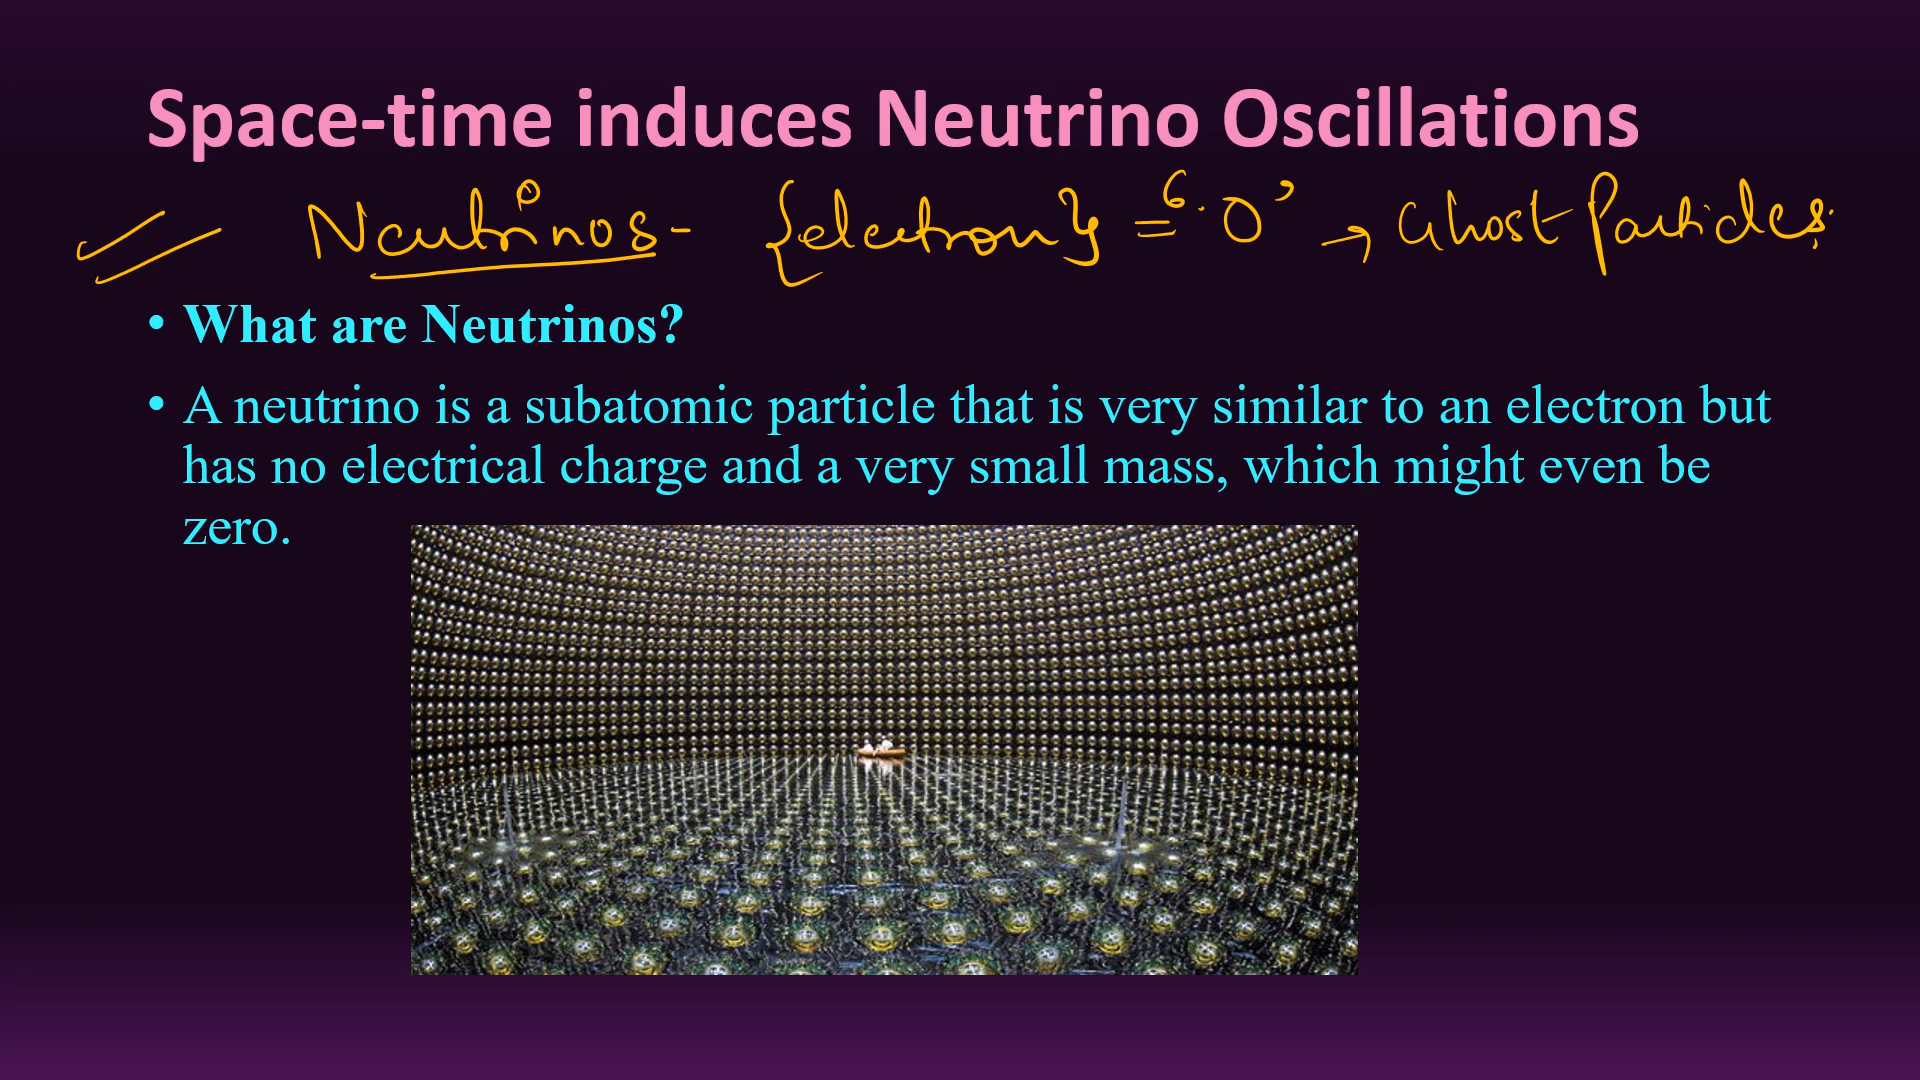 Space-time induces Neutrino Oscillations
Neutrinos - {electron} = '0' → Ghost Particles.
• What are Neutrinos?
• A neutrino is a subatomic particle that is very similar to an electron but
has no electrical charge and a very small mass, which might even be
zero.